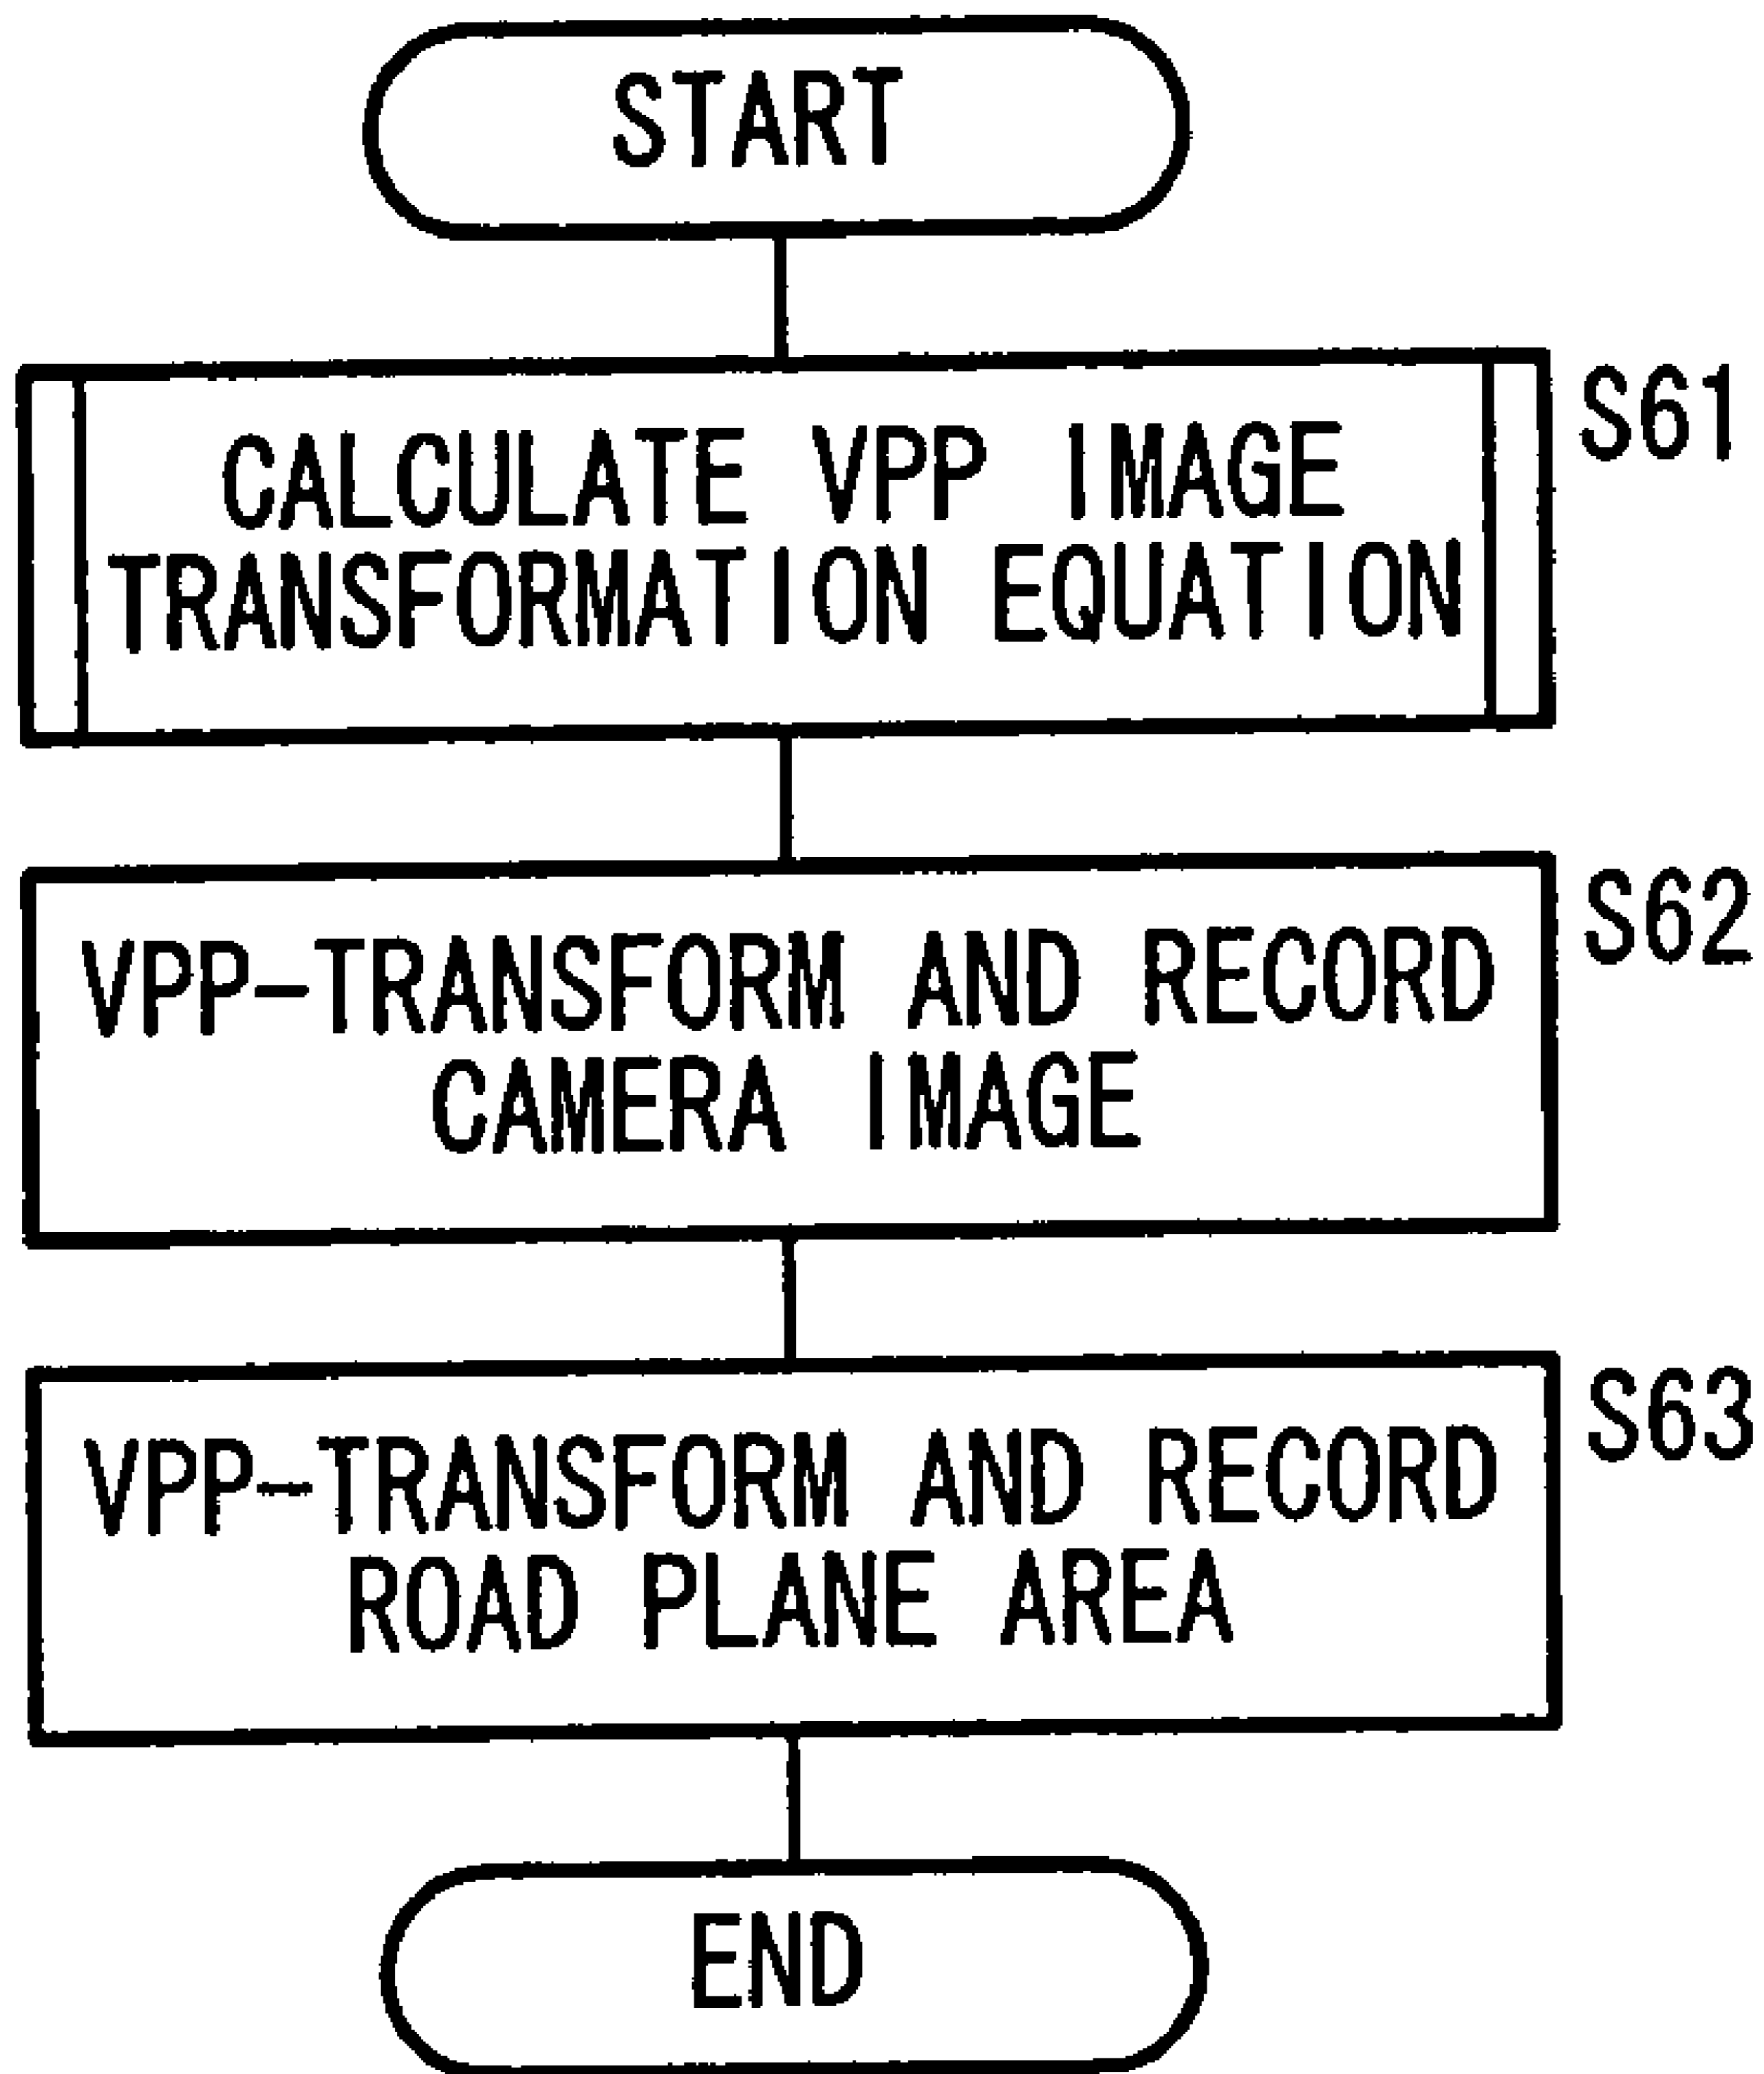 START
S61
CALCULATE VPP IMAGE
TRANSFORMATION EQUATION
S62
VPP-TRANSFORM AND RECORD
CAMERA IMAGE
S63
VPP-TRANSFORM AND RECORD
ROAD PLANE AREA
END